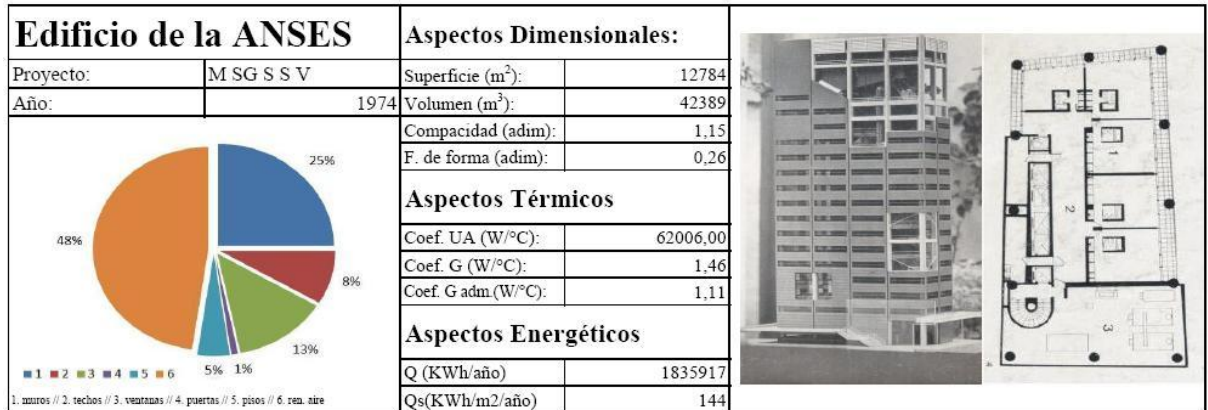 Edificio de la ANSES
Proyecto: M SG S S V
Año: 1974
25%
8%
13%
1%
5%
48%
1 2 3 4 5 6
1. muros // 2. techos // 3. ventanas // 4. puertas // 5. pisos // 6. ren. aire
Aspectos Dimensionales:
Superficie (m²): 12784
Volumen (m³): 42389
Compacidad (adim): 1,15
F. de forma (adim): 0,26
Aspectos Térmicos
Coef. UA (W/°C): 62006,00
Coef. G (W/°C): 1,46
Coef. G adm.(W/°C): 1,11
Aspectos Energéticos
Q (KWh/año) 1835917
Qs(KWh/m2/año) 144
1
2
3